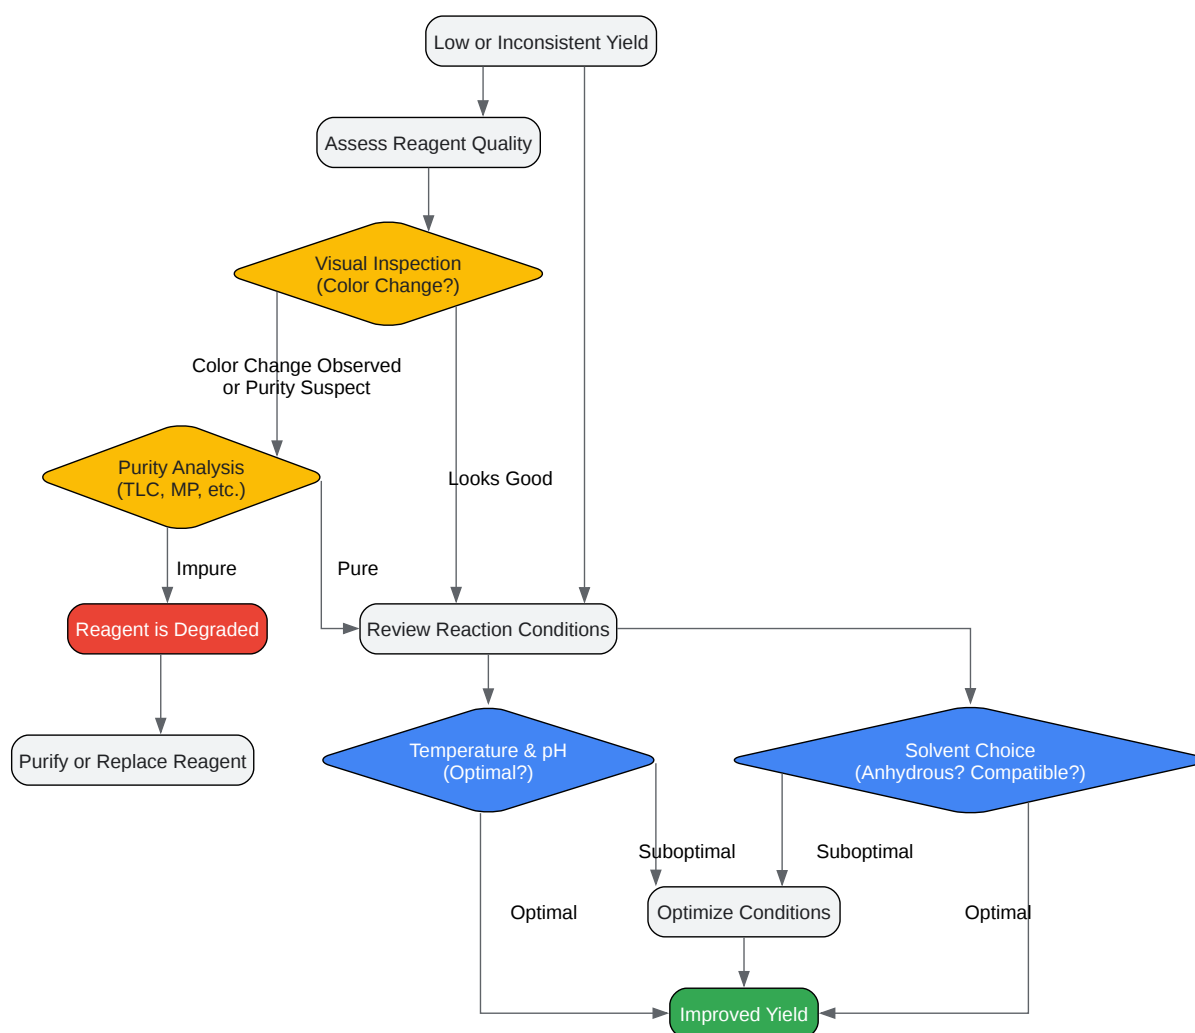 Low or Inconsistent Yield
Assess Reagent Quality
Visual Inspection
(Color Change?)
Color Change Observed
or Purity Suspect
Purity Analysis
(TLC, MP, etc.)
Looks Good
Impure
Pure
Reagent is Degraded
Review Reaction Conditions
Purify or Replace Reagent
Temperature & pH
(Optimal?)
Solvent Choice
(Anhydrous? Compatible?)
Suboptimal
Suboptimal
Optimal
Optimize Conditions
Optimal
Improved Yield